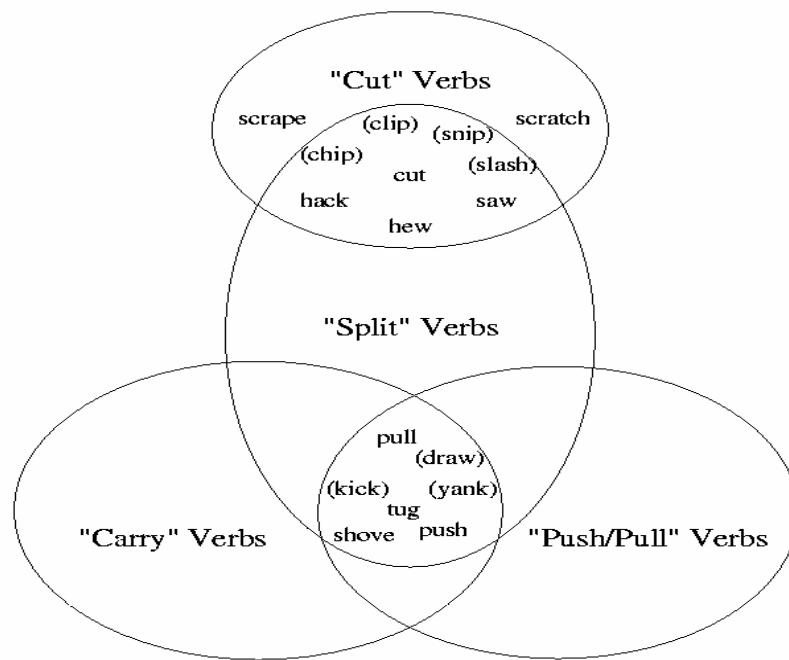 "Cut" Verbs
scrape
(clip)
(snip)
scratch
(chip)
cut
(slash)
hack
saw
hew
"Split" Verbs
pull
(draw)
(kick)
(yank)
tug
shove
push
"Carry" Verbs
"Push/Pull" Verbs